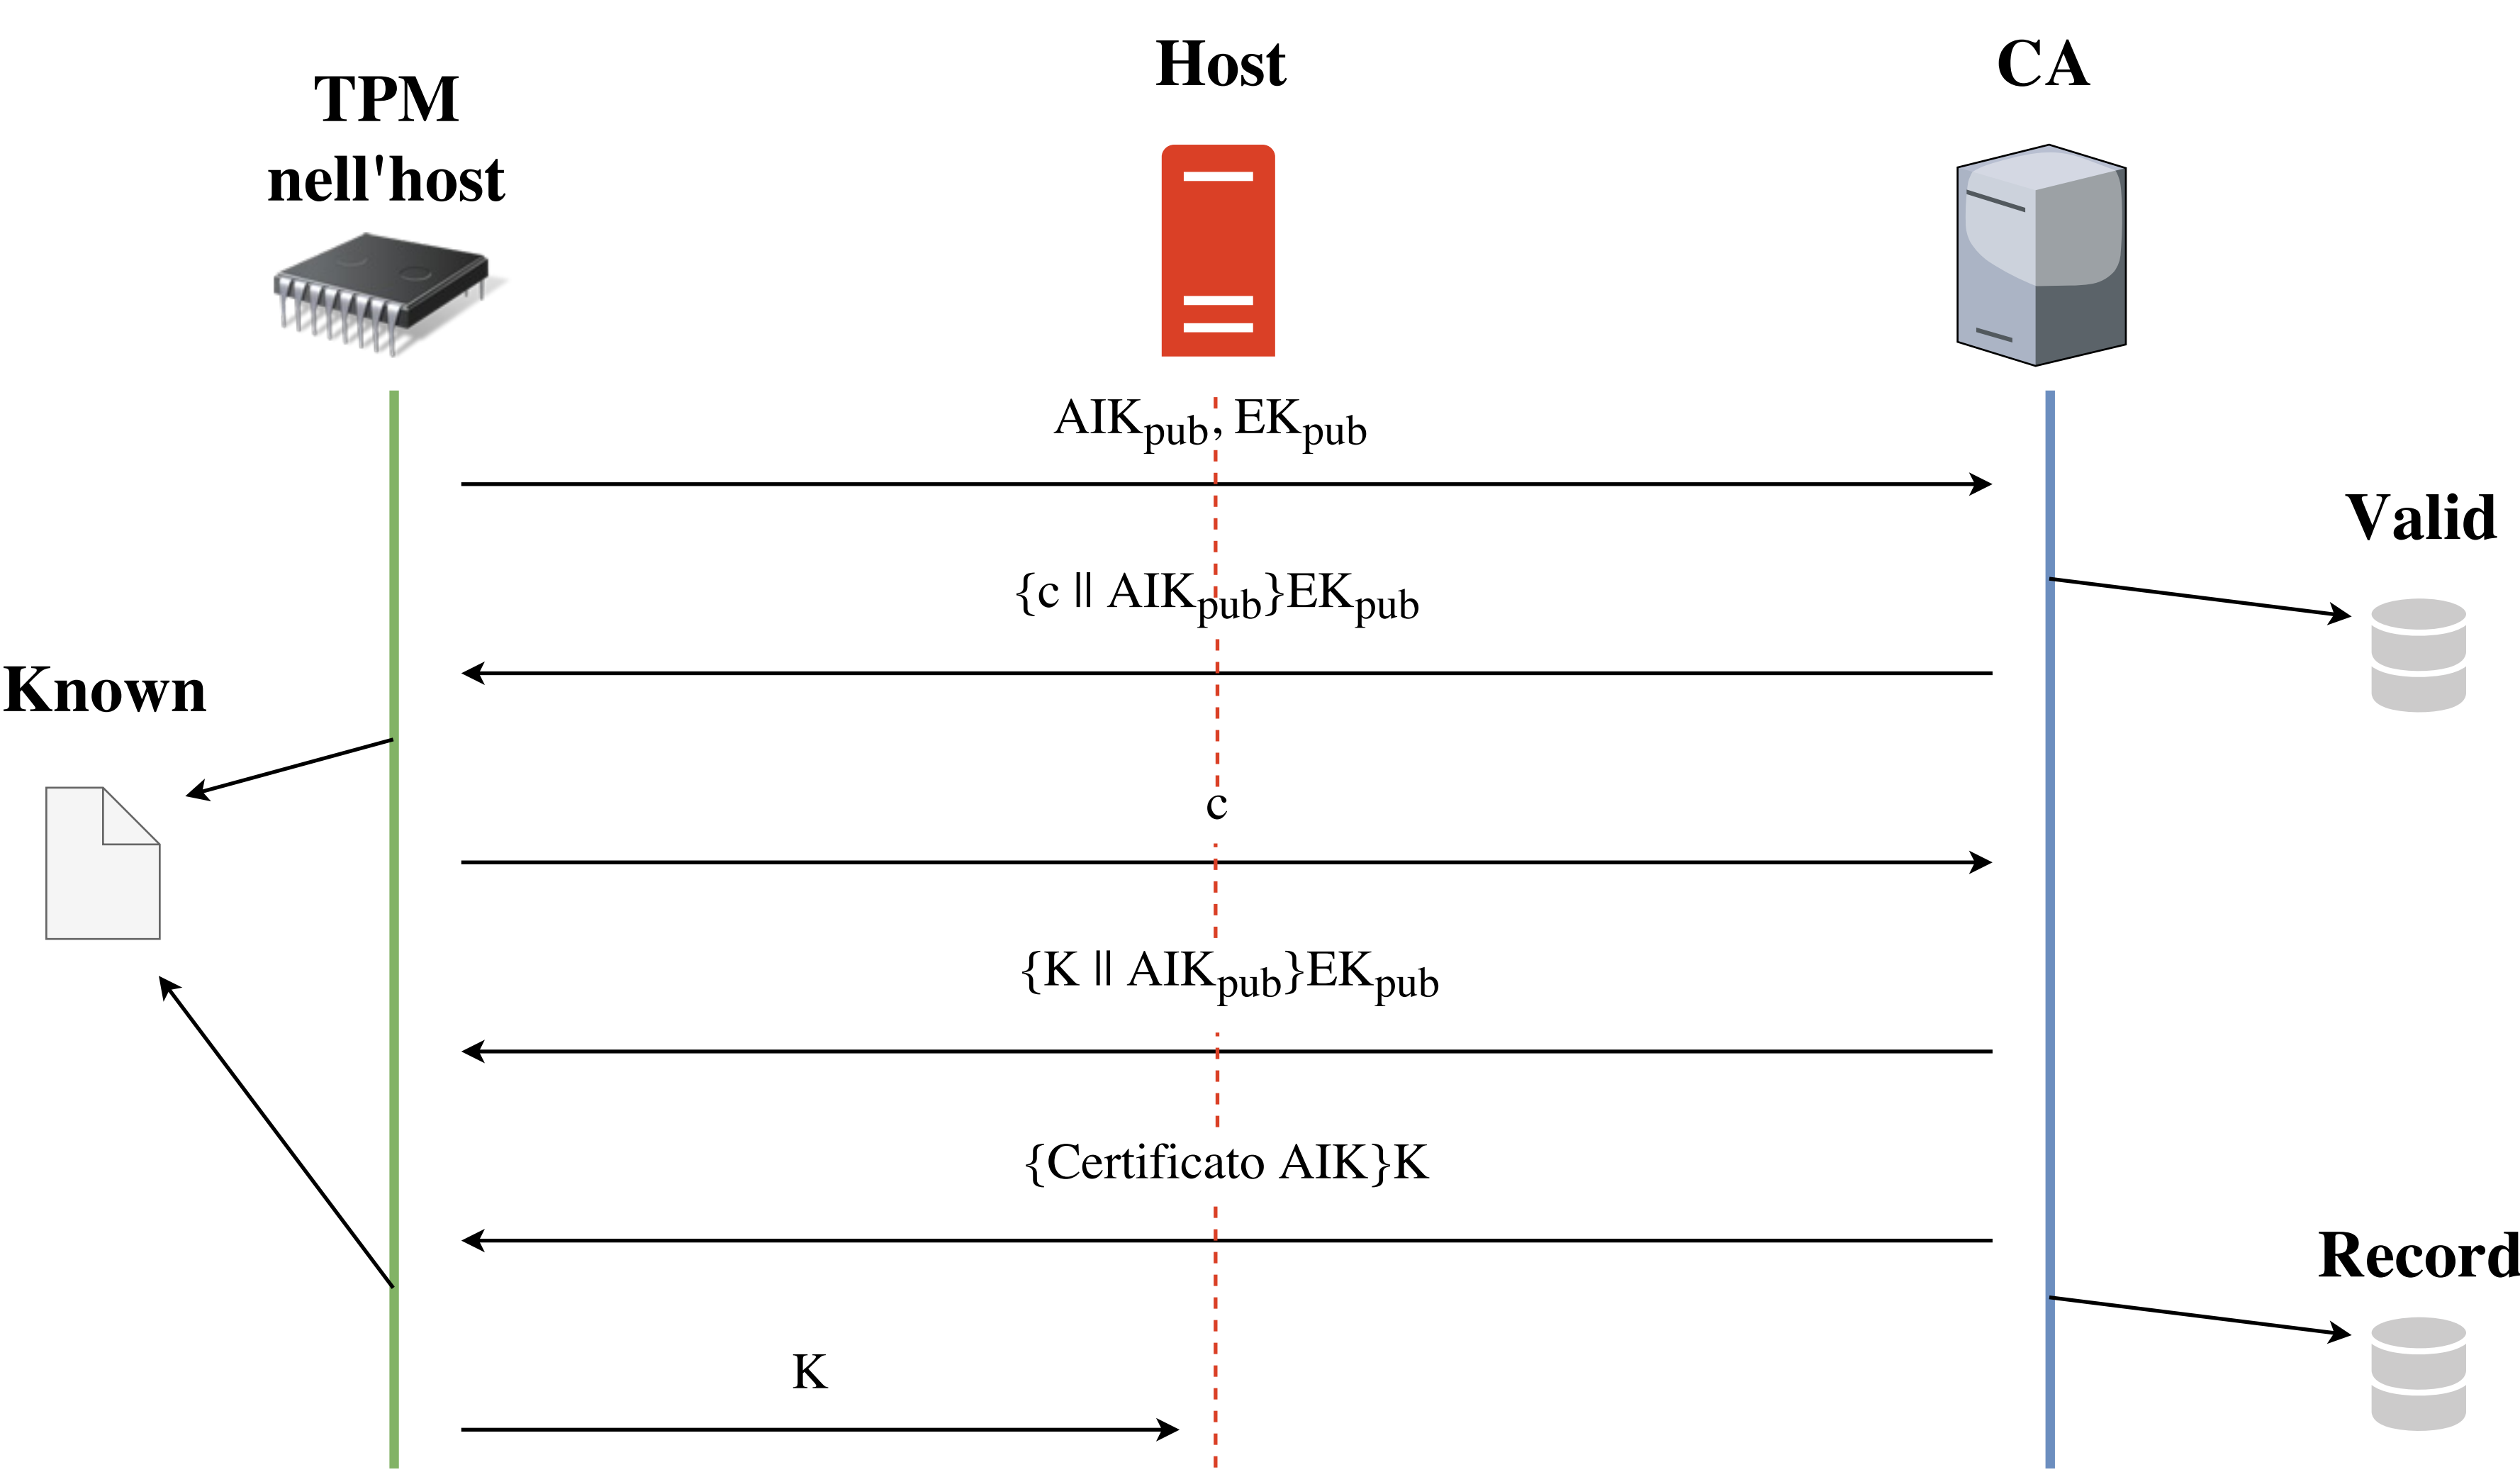 TPM
nell'host
Host
CA
AIKpub, EKpub
Valid
{c || AIKpub}EKpub
Known
c
{K || AIKpub}EKpub
{Certificato AIK}K
Record
K